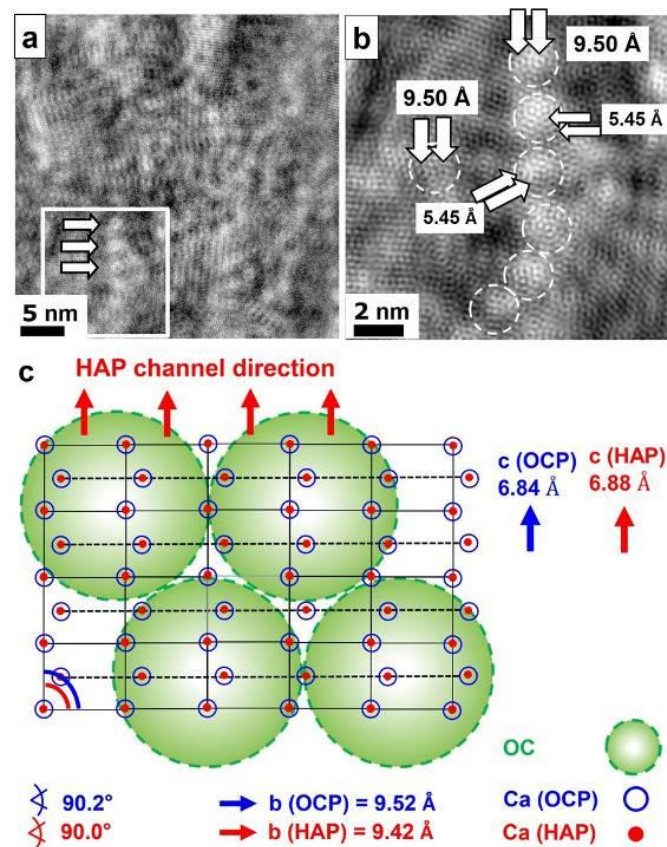 a
5 nm
b
9.50 Å
9.50 Å
5.45 Å
5.45 Å
2 nm
c
HAP channel direction
c (OCP)
6.84 Å
c (HAP)
6.88 Å
OC
90.2°
b (OCP) = 9.52 Å
Ca (OCP)
90.0°
b (HAP) = 9.42 Å
Ca (HAP)